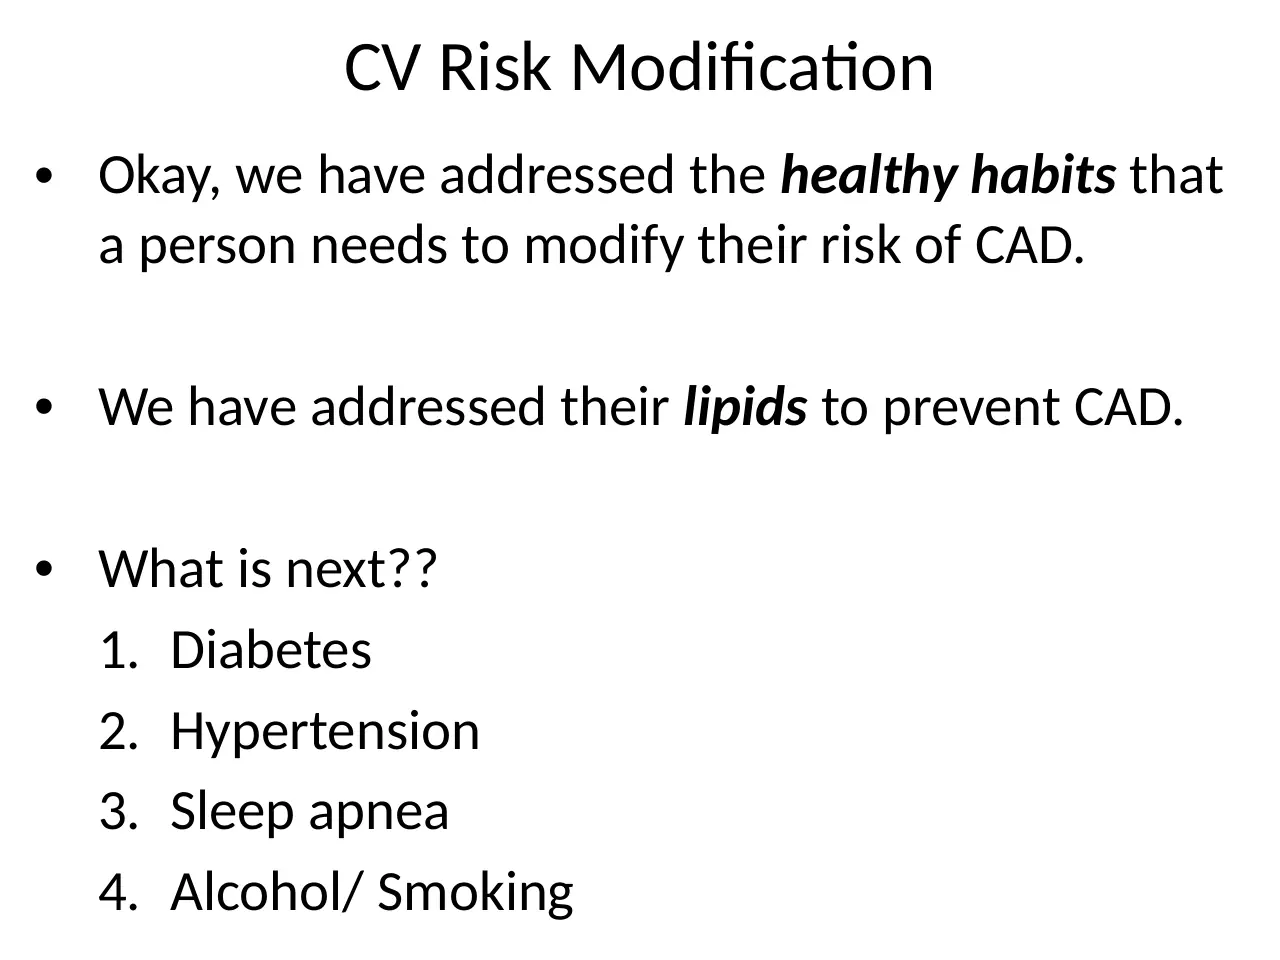 CV Risk Modification
• Okay, we have addressed the healthy habits that
a person needs to modify their risk of CAD.
• We have addressed their lipids to prevent CAD.
• What is next??
1. Diabetes
2. Hypertension
3. Sleep apnea
4. Alcohol/ Smoking